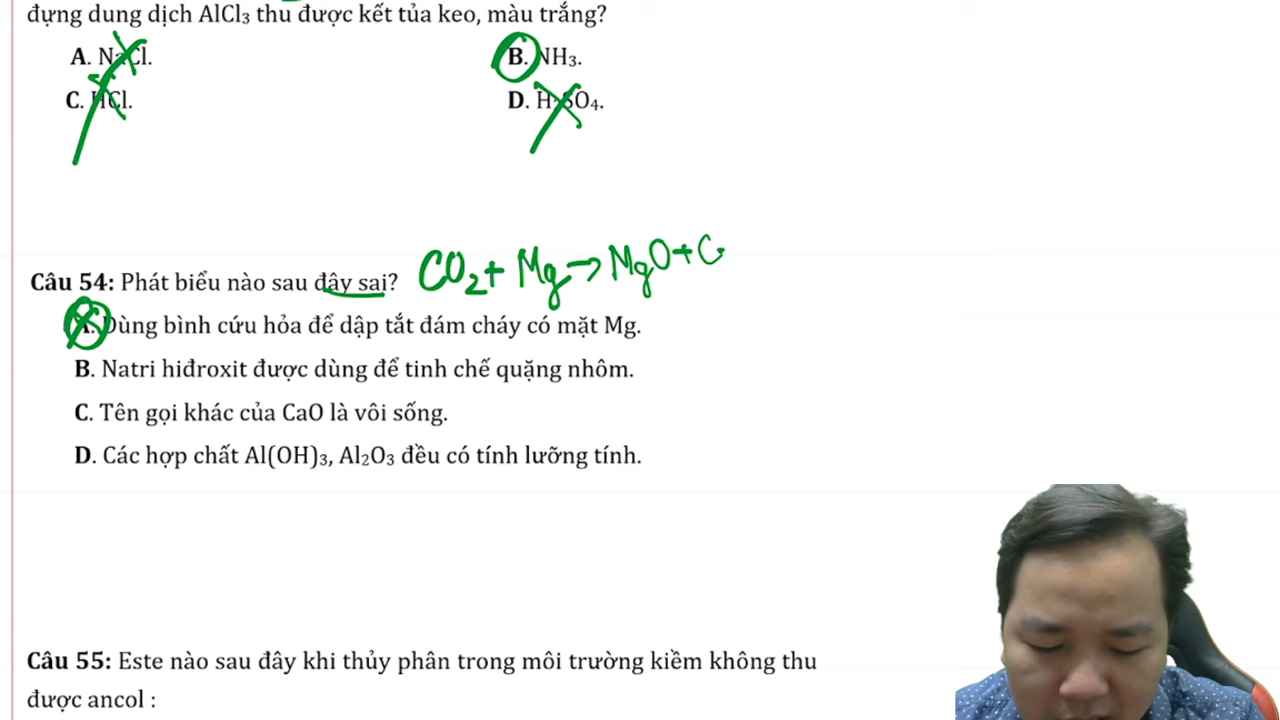 đựng dung dịch AlCl₃ thu được kết tủa keo, màu trắng?
A. NaCl.
B. NH₃.
C. HCl.
D. H₂SO₄.
CO₂ + Mg → MgO + C
Câu 54: Phát biểu nào sau đây sai?
A. Dùng bình cứu hỏa để dập tắt đám cháy có mặt Mg.
B. Natri hiđroxit được dùng để tinh chế quặng nhôm.
C. Tên gọi khác của CaO là vôi sống.
D. Các hợp chất Al(OH)₃, Al₂O₃ đều có tính lưỡng tính.
Câu 55: Este nào sau đây khi thủy phân trong môi trường kiềm không thu
được ancol :